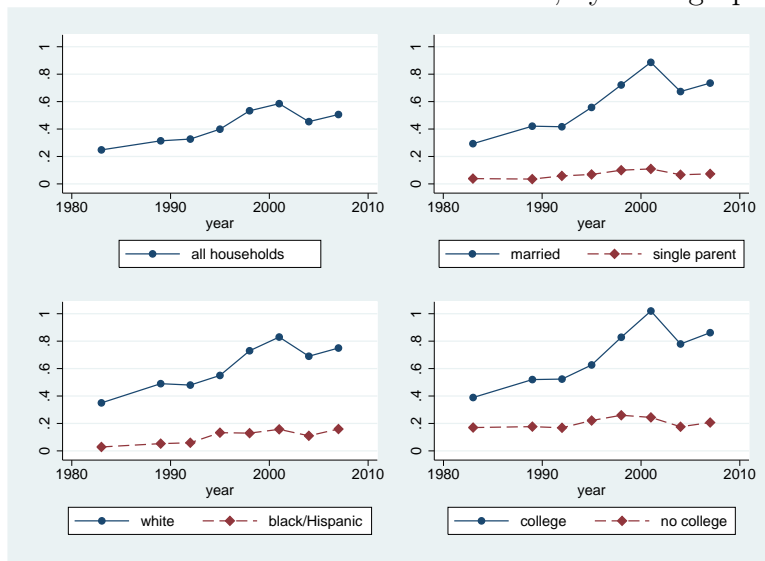 0 .2 .4 .6 .8 1
1980 1990 2000 2010
year
all households
0 .2 .4 .6 .8 1
1980 1990 2000 2010
year
married single parent
0 .2 .4 .6 .8 1
1980 1990 2000 2010
year
white black/Hispanic
0 .2 .4 .6 .8 1
1980 1990 2000 2010
year
college no college